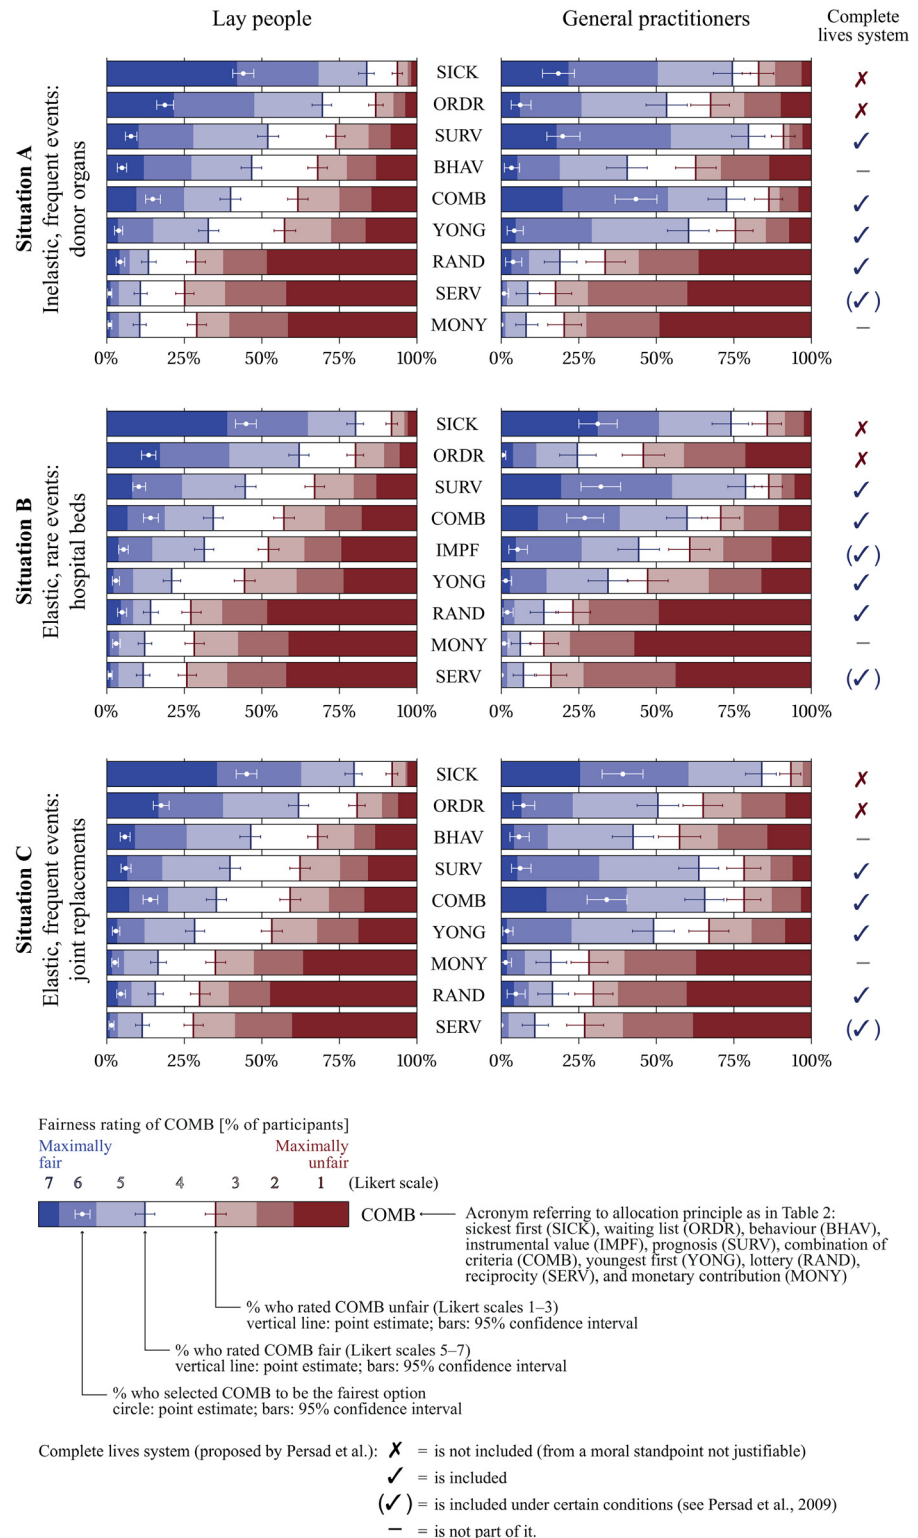 Lay people
General practitioners
Complete
lives system
Situation A
Inelastic, frequent events:
donor organs
SICK ✗
ORDR ✗
SURV ✓
BHAV –
COMB ✓
YONG ✓
RAND ✓
SERV (✓)
MONY –
0% 25% 50% 75% 100% 0% 25% 50% 75% 100%
Situation B
Elastic, rare events:
hospital beds
SICK ✗
ORDR ✗
SURV ✓
COMB ✓
IMPF (✓)
YONG ✓
RAND ✓
MONY –
SERV (✓)
0% 25% 50% 75% 100% 0% 25% 50% 75% 100%
Situation C
Elastic, frequent events:
joint replacements
SICK ✗
ORDR ✗
BHAV –
SURV ✓
COMB ✓
YONG ✓
MONY –
RAND ✓
SERV (✓)
0% 25% 50% 75% 100% 0% 25% 50% 75% 100%
Fairness rating of COMB [% of participants]
Maximally
fair
Maximally
unfair
7 6 5 4 3 2 1 (Likert scale)
COMB
Acronym referring to allocation principle as in Table 2:
sickest first (SICK), waiting list (ORDR), behaviour (BHAV),
instrumental value (IMPF), prognosis (SURV), combination of
criteria (COMB), youngest first (YONG), lottery (RAND),
reciprocity (SERV), and monetary contribution (MONY)
% who rated COMB unfair (Likert scales 1–3)
vertical line: point estimate; bars: 95% confidence interval
% who rated COMB fair (Likert scales 5–7)
vertical line: point estimate; bars: 95% confidence interval
% who selected COMB to be the fairest option
circle: point estimate; bars: 95% confidence interval
Complete lives system (proposed by Persad et al.): ✗ = is not included (from a moral standpoint not justifiable)
✓ = is included
(✓) = is included under certain conditions (see Persad et al., 2009)
– = is not part of it.